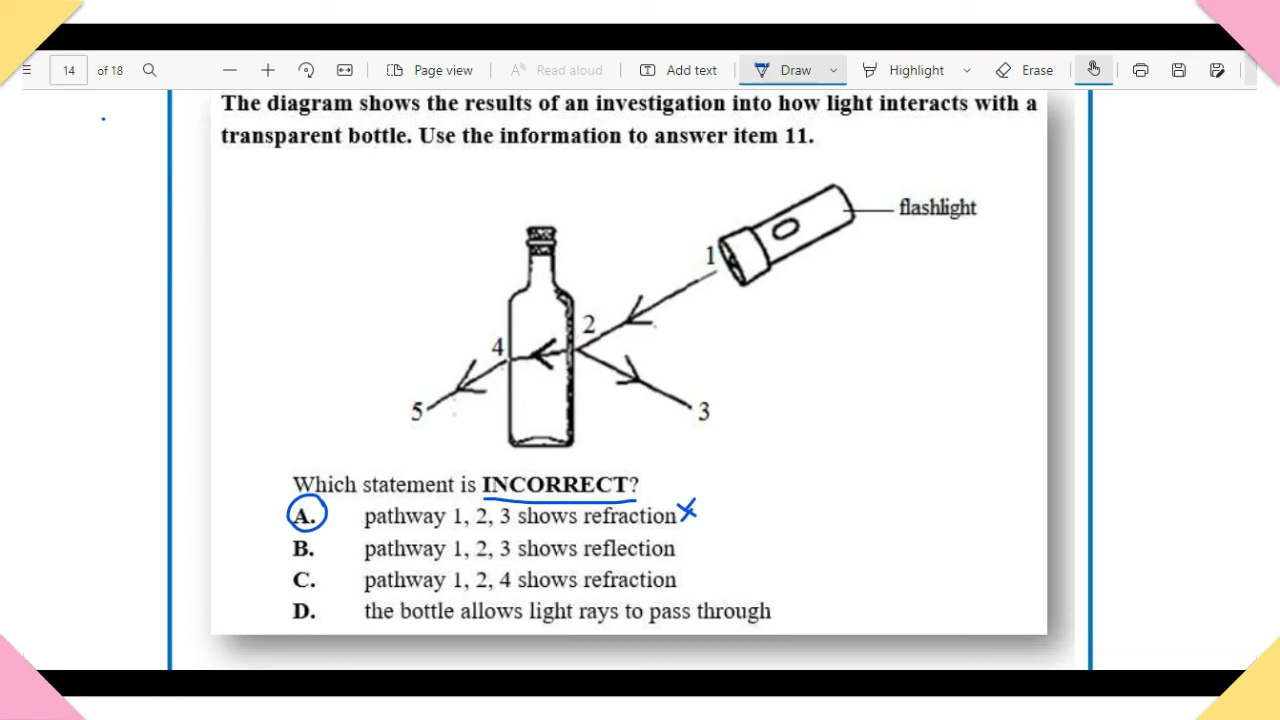 14 of 18 Page view Read aloud Add text Draw Highlight Erase
The diagram shows the results of an investigation into how light interacts with a
transparent bottle. Use the information to answer item 11.
flashlight
1
2
4
5
3
Which statement is INCORRECT?
A. pathway 1, 2, 3 shows refraction
B. pathway 1, 2, 3 shows reflection
C. pathway 1, 2, 4 shows refraction
D. the bottle allows light rays to pass through